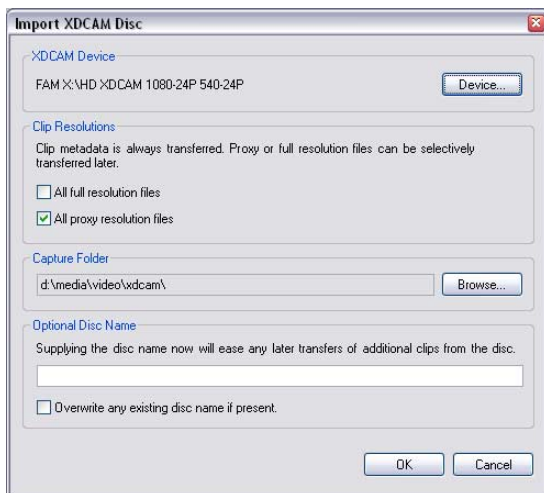 Import XDCAM Disc
XDCAM Device
FAM X:\HD XDCAM 1080-24P 540-24P
Device...
Clip Resolutions
Clip metadata is always transferred. Proxy or full resolution files can be selectively
transferred later.
All full resolution files
All proxy resolution files
Capture Folder
d:\media\video\xdcam\
Browse...
Optional Disc Name
Supplying the disc name now will ease any later transfers of additional clips from the disc.
Overwrite any existing disc name if present.
OK
Cancel